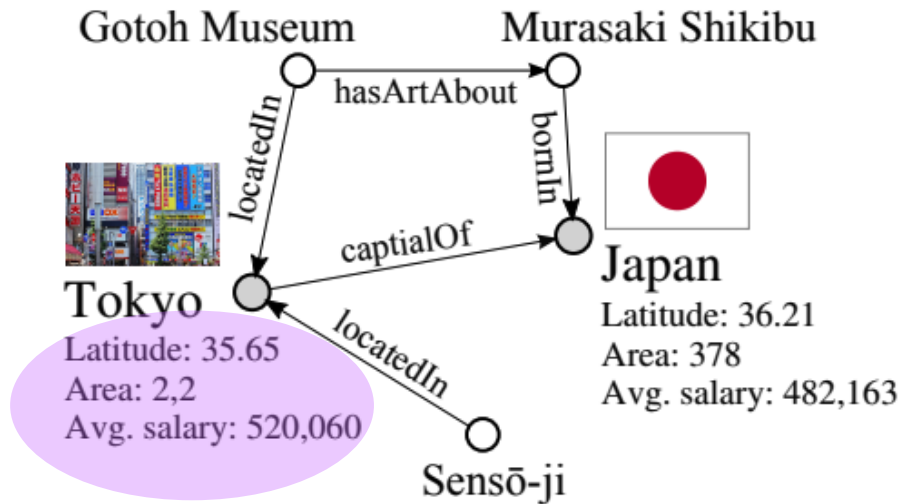 Gotoh Museum
Murasaki Shikibu
hasArtAbout
locatedIn
bornIn
captialOf
Tokyo
Latitude: 35.65
Area: 2,2
Avg. salary: 520,060
Japan
Latitude: 36.21
Area: 378
Avg. salary: 482,163
locatedIn
Sensō-ji